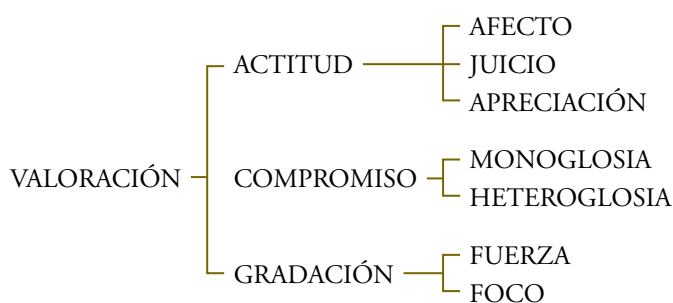 AFECTO
ACTITUD
JUICIO
APRECIACIÓN
VALORACIÓN
COMPROMISO
MONOGLOSIA
HETEROGLOSIA
GRADACIÓN
FUERZA
FOCO